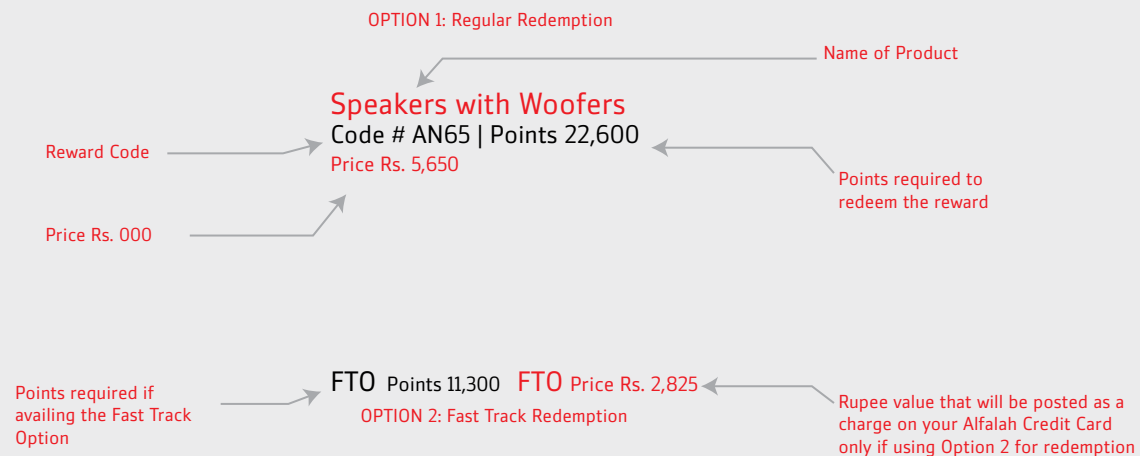 OPTION 1: Regular Redemption
Name of Product
Speakers with Woofers
Code # AN65 | Points 22,600
Price Rs. 5,650
Reward Code
Points required to
redeem the reward
Price Rs. 000
FTO Points 11,300 FTO Price Rs. 2,825
OPTION 2: Fast Track Redemption
Points required if
availing the Fast Track
Option
Rupee value that will be posted as a
charge on your Alfalah Credit Card
only if using Option 2 for redemption